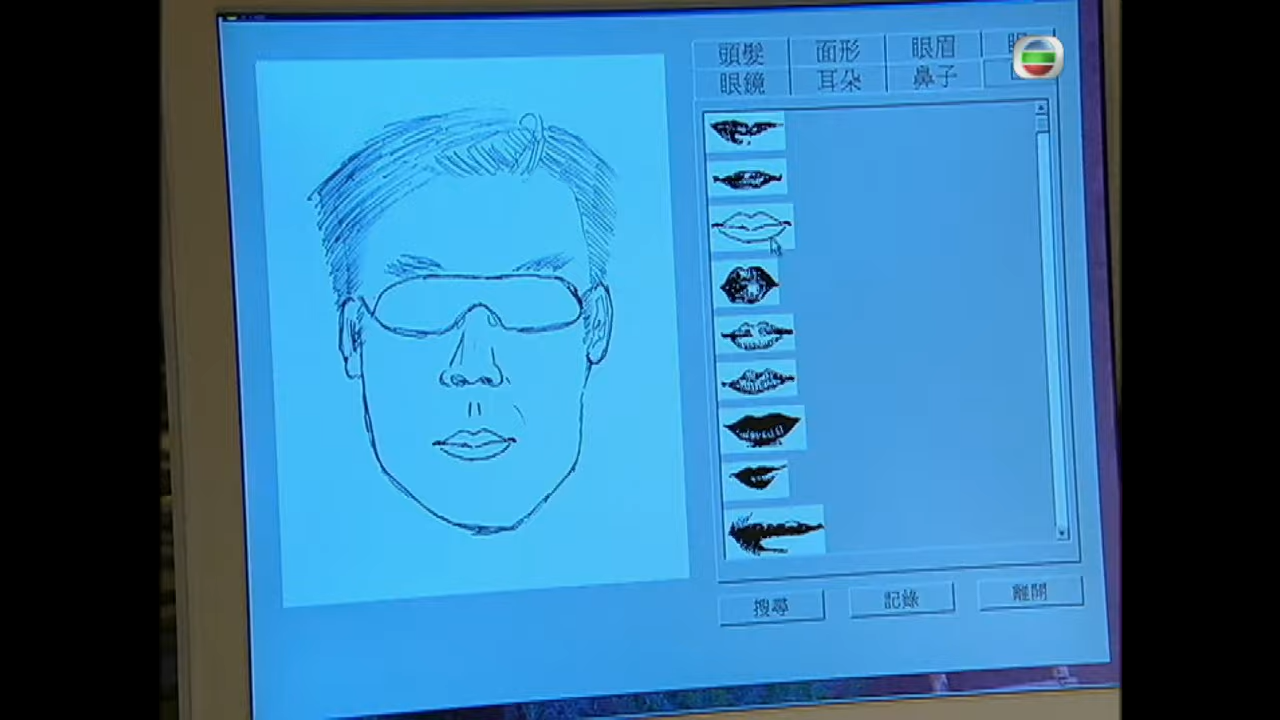 頭髮 面形 眼眉
眼鏡 耳朵 鼻子
搜尋 記錄 離開